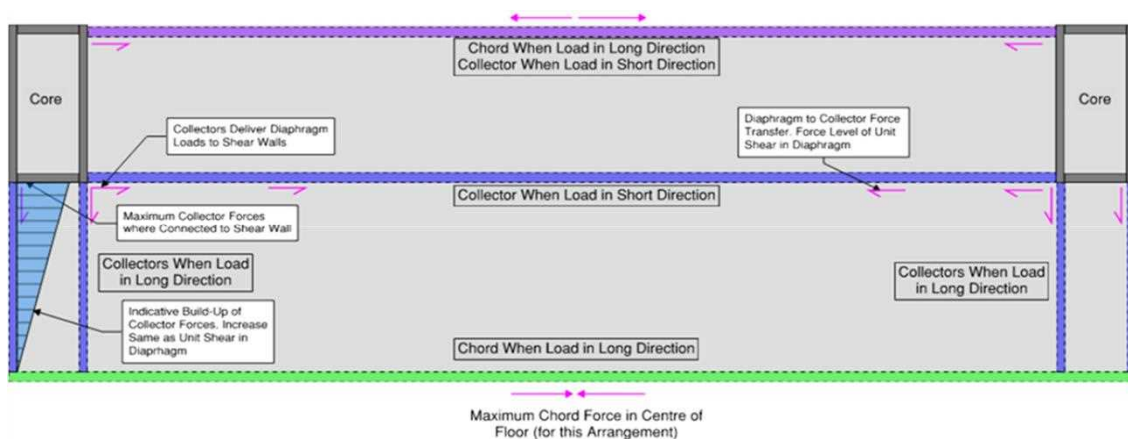 Chord When Load in Long Direction
Collector When Load in Short Direction
Core
Core
Collectors Deliver Diaphragm
Loads to Shear Walls
Diaphragm to Collector Force
Transfer. Force Level of Unit
Shear in Diaphragm
Collector When Load in Short Direction
Maximum Collector Forces
where Connected to Shear Wall
Collectors When Load
in Long Direction
Collectors When Load
in Long Direction
Indicative Build-Up of
Collector Forces. Increase
Same as Unit Shear in
Diaprhagm
Chord When Load in Long Direction
Maximum Chord Force in Centre of
Floor (for this Arrangement)